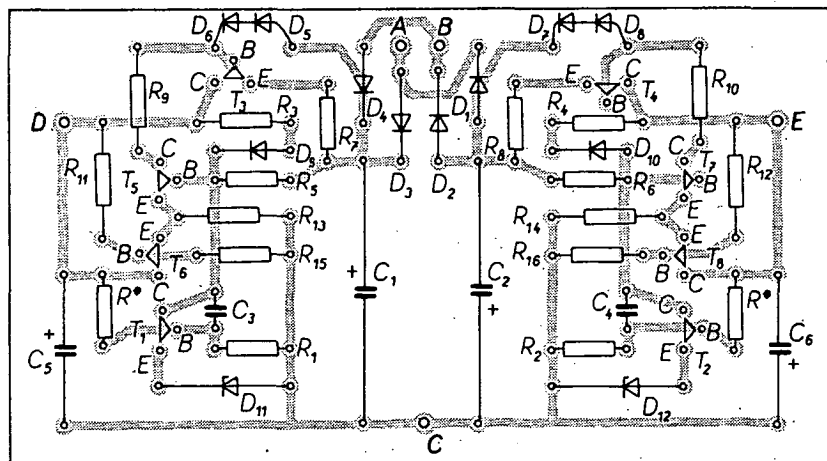 D6 D5 A B D7 D8
B B
C E E C
R9 T3 R3 D4 D1 R4 T4 R10
D R7 R8 E
C D9 D10 C T7
R11 T5 B R5 D3 D2 R6 B R12
E E
E R13 R14 E
B T6 R15 R16 B T8
C C1 C2 C
R* C C3 C4 C R*
+ + +
T1 B B
C5 E R1 R2 E T2 C6
+
D11 D12
C